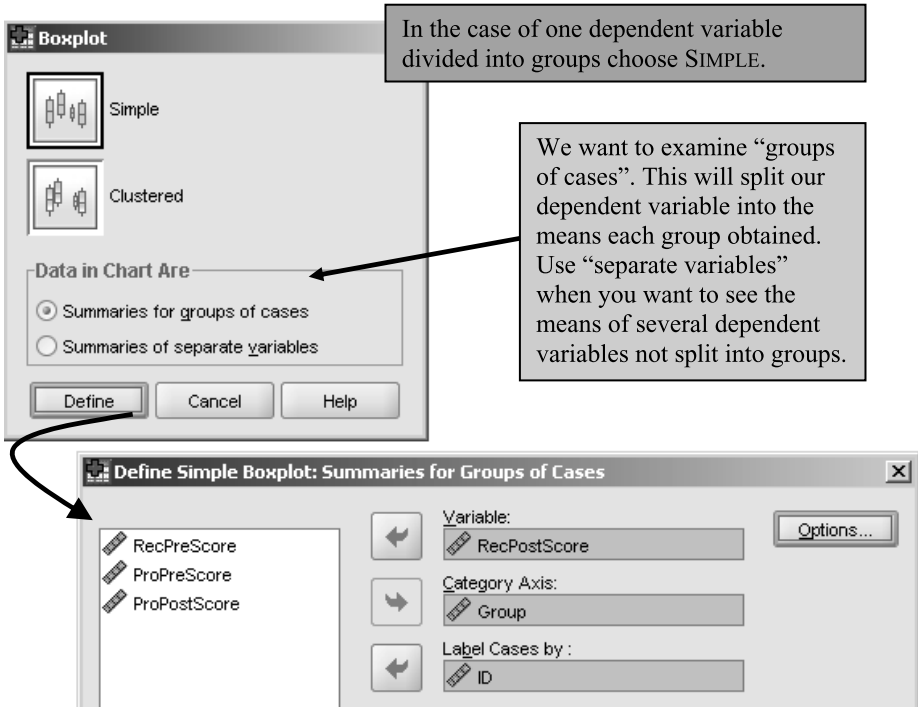 Boxplot
In the case of one dependent variable
divided into groups choose SIMPLE.
Simple
Clustered
We want to examine “groups
of cases”. This will split our
dependent variable into the
means each group obtained.
Use “separate variables”
when you want to see the
means of several dependent
variables not split into groups.
Data in Chart Are
Summaries for groups of cases
Summaries of separate variables
Define Cancel Help
Define Simple Boxplot: Summaries for Groups of Cases
RecPreScore
ProPreScore
ProPostScore
Variable:
RecPostScore
Category Axis:
Group
Label Cases by :
ID
Options...